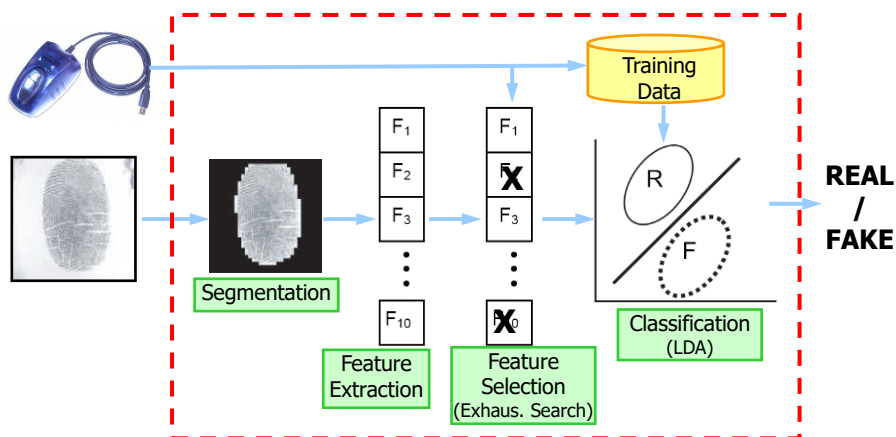 Training
Data
F1
F2
F3
F10
F1
F3
R
F
REAL
/
FAKE
Segmentation
Feature
Extraction
Feature
Selection
(Exhaus. Search)
Classification
(LDA)